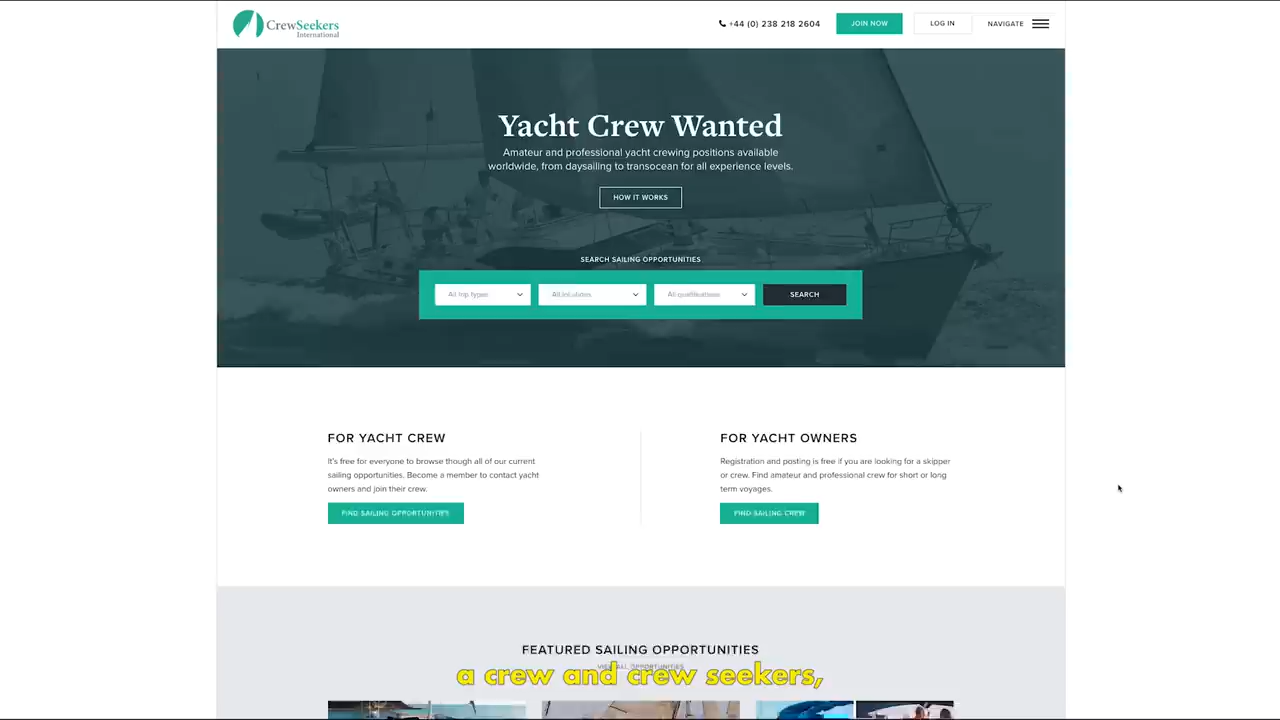 CrewSeekers
International
+44 (0) 238 218 2604
JOIN NOW
LOG IN
NAVIGATE
Yacht Crew Wanted
Amateur and professional yacht crewing positions available
worldwide, from daysailing to transocean for all experience levels.
HOW IT WORKS
SEARCH SAILING OPPORTUNITIES
All trip types
All qualifications
SEARCH
FOR YACHT CREW
It's free for everyone to browse though all of our current
sailing opportunities. Become a member to contact yacht
owners and join their crew.
FIND SAILING OPPORTUNITIES
FOR YACHT OWNERS
Registration and posting is free if you are looking for a skipper
or crew. Find amateur and professional crew for short or long
term voyages.
FIND SAILING CREW
FEATURED SAILING OPPORTUNITIES
VIEW ALL OPPORTUNITIES
a crew and crew seekers,